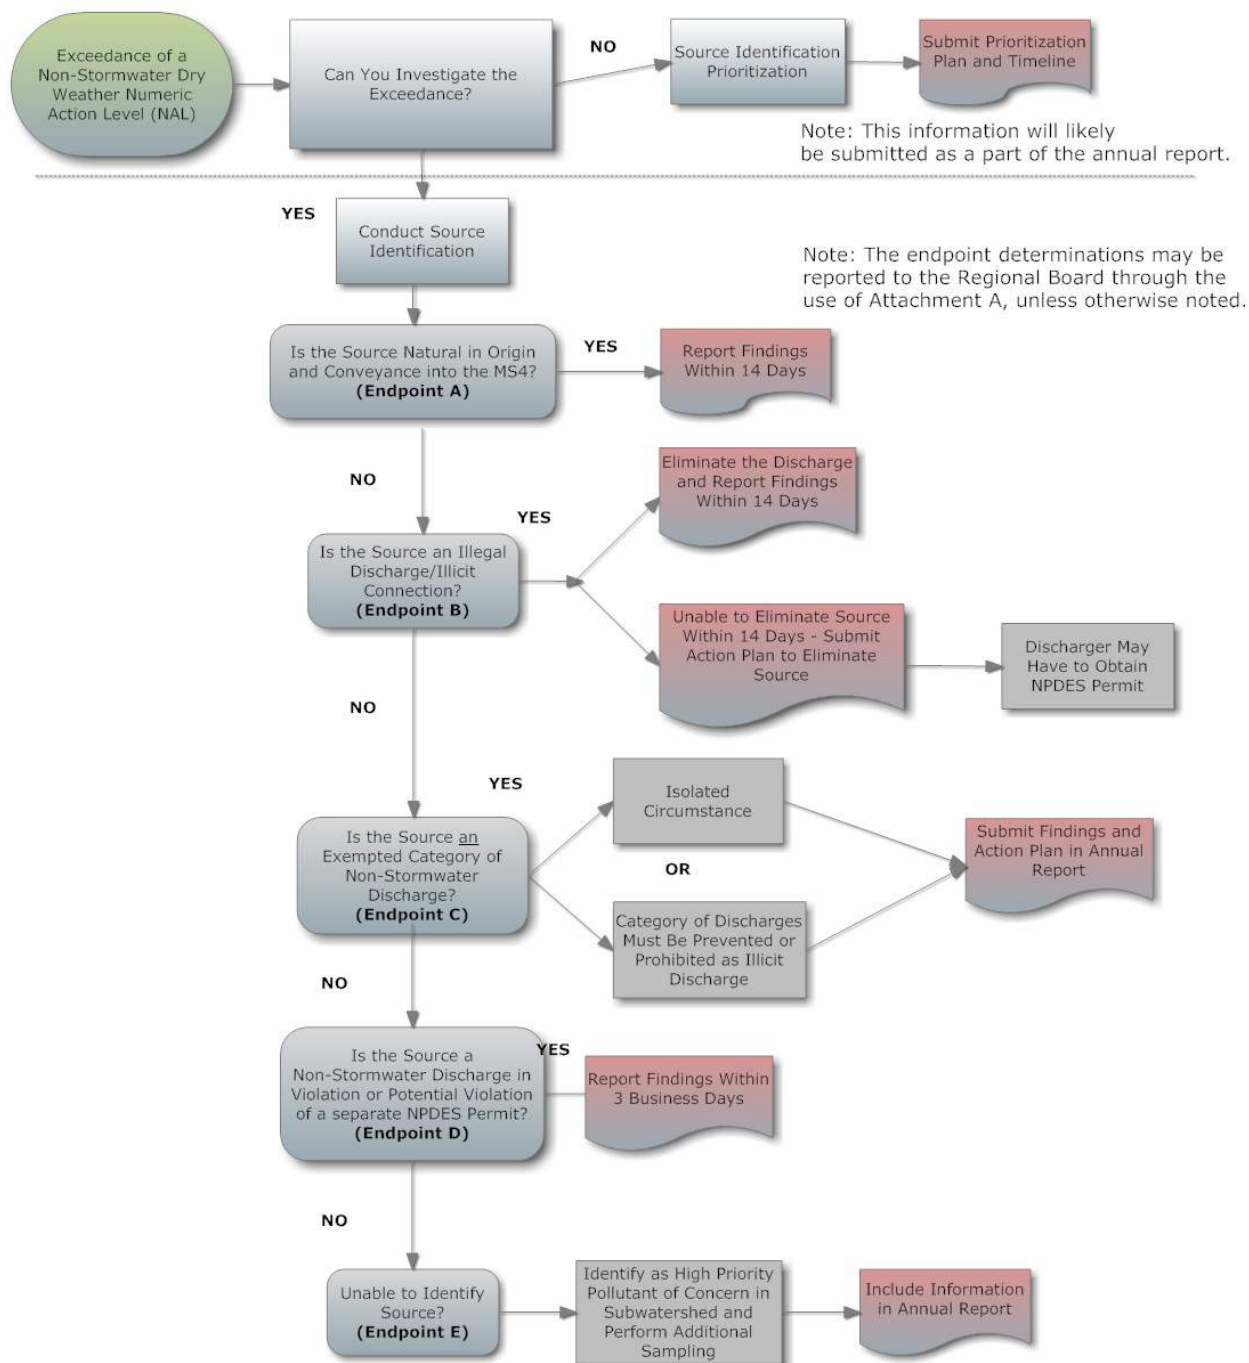 Exceedance of a
Non-Stormwater Dry
Weather Numeric
Action Level (NAL)
Can You Investigate the
Exceedance?
NO
Source Identification
Prioritization
Submit Prioritization
Plan and Timeline
Note: This information will likely
be submitted as a part of the annual report.
YES
Conduct Source
Identification
Note: The endpoint determinations may be
reported to the Regional Board through the
use of Attachment A, unless otherwise noted.
Is the Source Natural in Origin
and Conveyance into the MS4?
(Endpoint A)
YES
Report Findings
Within 14 Days
NO
Is the Source an Illegal
Discharge/Illicit
Connection?
(Endpoint B)
YES
Eliminate the Discharge
and Report Findings
Within 14 Days
Unable to Eliminate Source
Within 14 Days - Submit
Action Plan to Eliminate
Source
Discharger May
Have to Obtain
NPDES Permit
NO
Is the Source an
Exempted Category of
Non-Stormwater
Discharge?
(Endpoint C)
YES
Isolated
Circumstance
OR
Category of Discharges
Must Be Prevented or
Prohibited as Illicit
Discharge
Submit Findings and
Action Plan in Annual
Report
NO
Is the Source a
Non-Stormwater Discharge in
Violation or Potential Violation
of a separate NPDES Permit?
(Endpoint D)
YES
Report Findings Within
3 Business Days
NO
Unable to Identify
Source?
(Endpoint E)
Identify as High Priority
Pollutant of Concern in
Subwatershed and
Perform Additional
Sampling
Include Information
in Annual Report